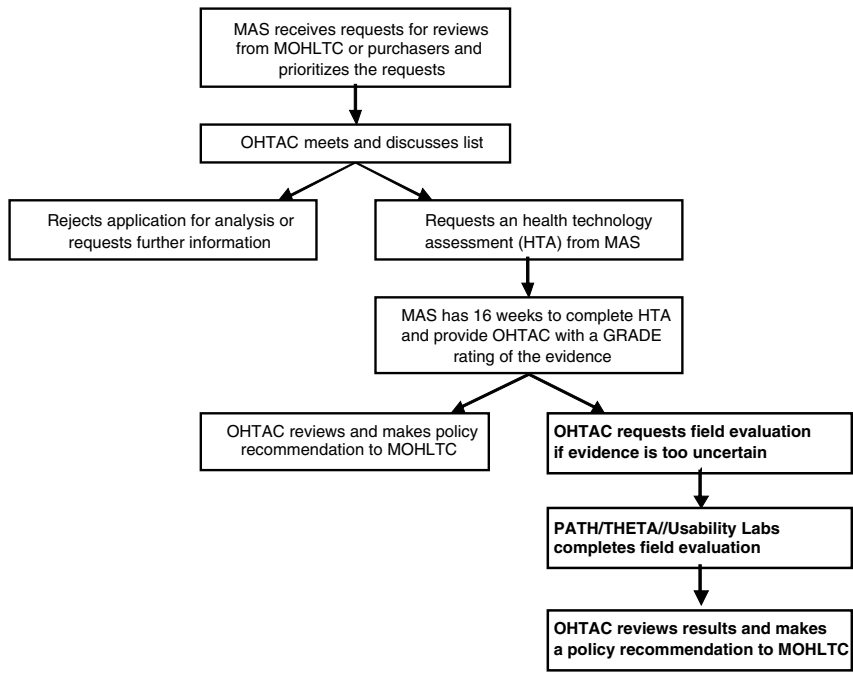 MAS receives requests for reviews
from MOHLTC or purchasers and
prioritizes the requests
OHTAC meets and discusses list
Rejects application for analysis or
requests further information
Requests an health technology
assessment (HTA) from MAS
MAS has 16 weeks to complete HTA
and provide OHTAC with a GRADE
rating of the evidence
OHTAC reviews and makes policy
recommendation to MOHLTC
OHTAC requests field evaluation
if evidence is too uncertain
PATH/THETA//Usability Labs
completes field evaluation
OHTAC reviews results and makes
a policy recommendation to MOHLTC